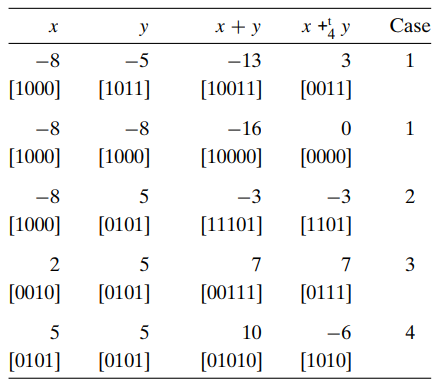 x y x + y x +ᵗ₄ y Case
−8 −5 −13 3 1
[1000] [1011] [10011] [0011]
−8 −8 −16 0 1
[1000] [1000] [10000] [0000]
−8 5 −3 −3 2
[1000] [0101] [11101] [1101]
2 5 7 7 3
[0010] [0101] [00111] [0111]
5 5 10 −6 4
[0101] [0101] [01010] [1010]